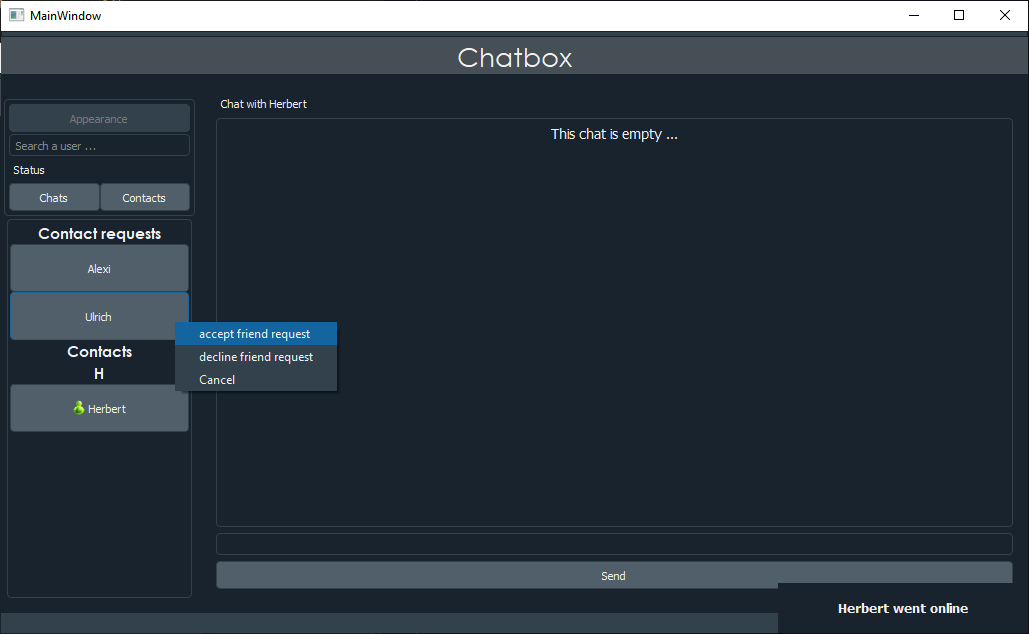 MainWindow
Chatbox
Appearance
Search a user ...
Status
Chats Contacts
Contact requests
Alexi
Ulrich
accept friend request
decline friend request
Cancel
Contacts
H
Herbert
Chat with Herbert
This chat is empty ...
Send
Herbert went online